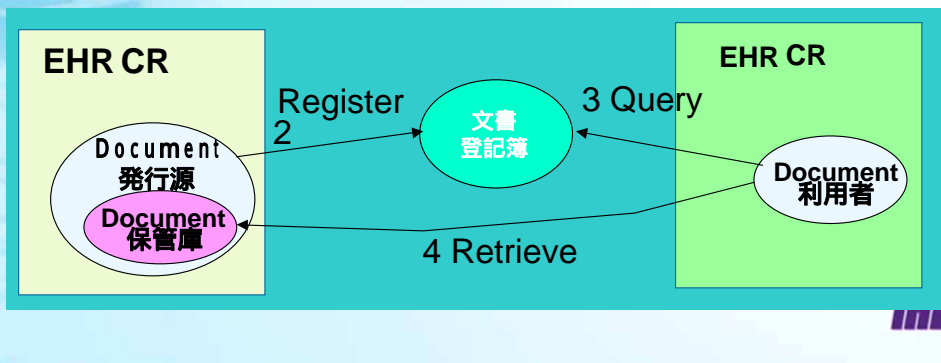 EHR CR
Register
2
Document
発行源
Document
保管庫
文書
登記簿
3 Query
4 Retrieve
EHR CR
Document
利用者